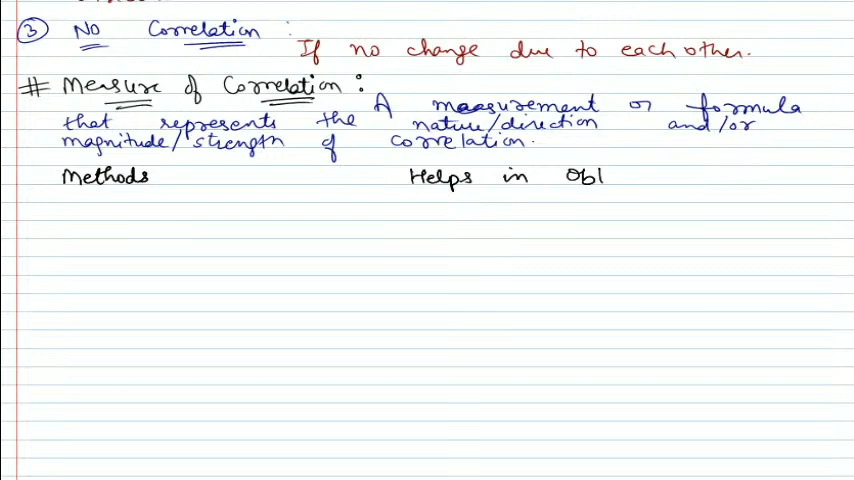 ③ No Correlation :
If no change due to each other.
# Measure of Correlation :
A measurement or formula
that represents the nature/direction and/or
magnitude/strength of correlation.
Methods Helps in Obl